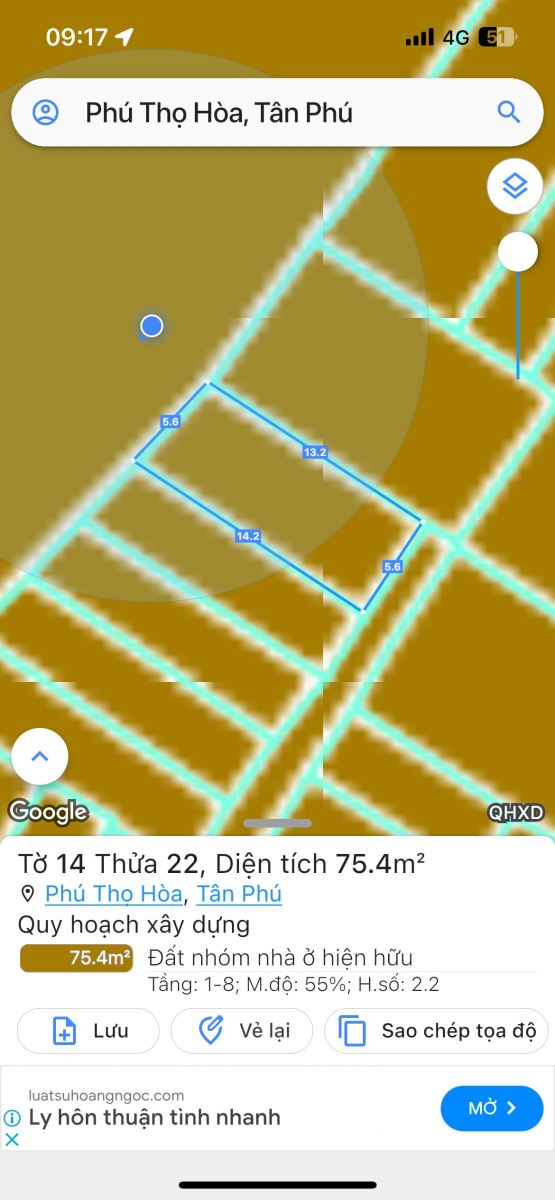 09:17
4G 51
Phú Thọ Hòa, Tân Phú
5.6
13.2
14.2
5.6
Google
QHXD
Tờ 14 Thửa 22, Diện tích 75.4m²
Phú Thọ Hòa, Tân Phú
Quy hoạch xây dựng
75.4m² Đất nhóm nhà ở hiện hữu
Tầng: 1-8; M.độ: 55%; H.số: 2.2
Lưu
Vẽ lại
Sao chép tọa độ
luatsuhoangngoc.com
Ly hôn thuận tình nhanh
MỞ